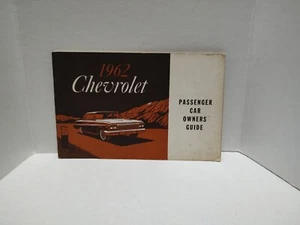 1962
Chevrolet
PASSENGER
CAR
OWNERS
GUIDE